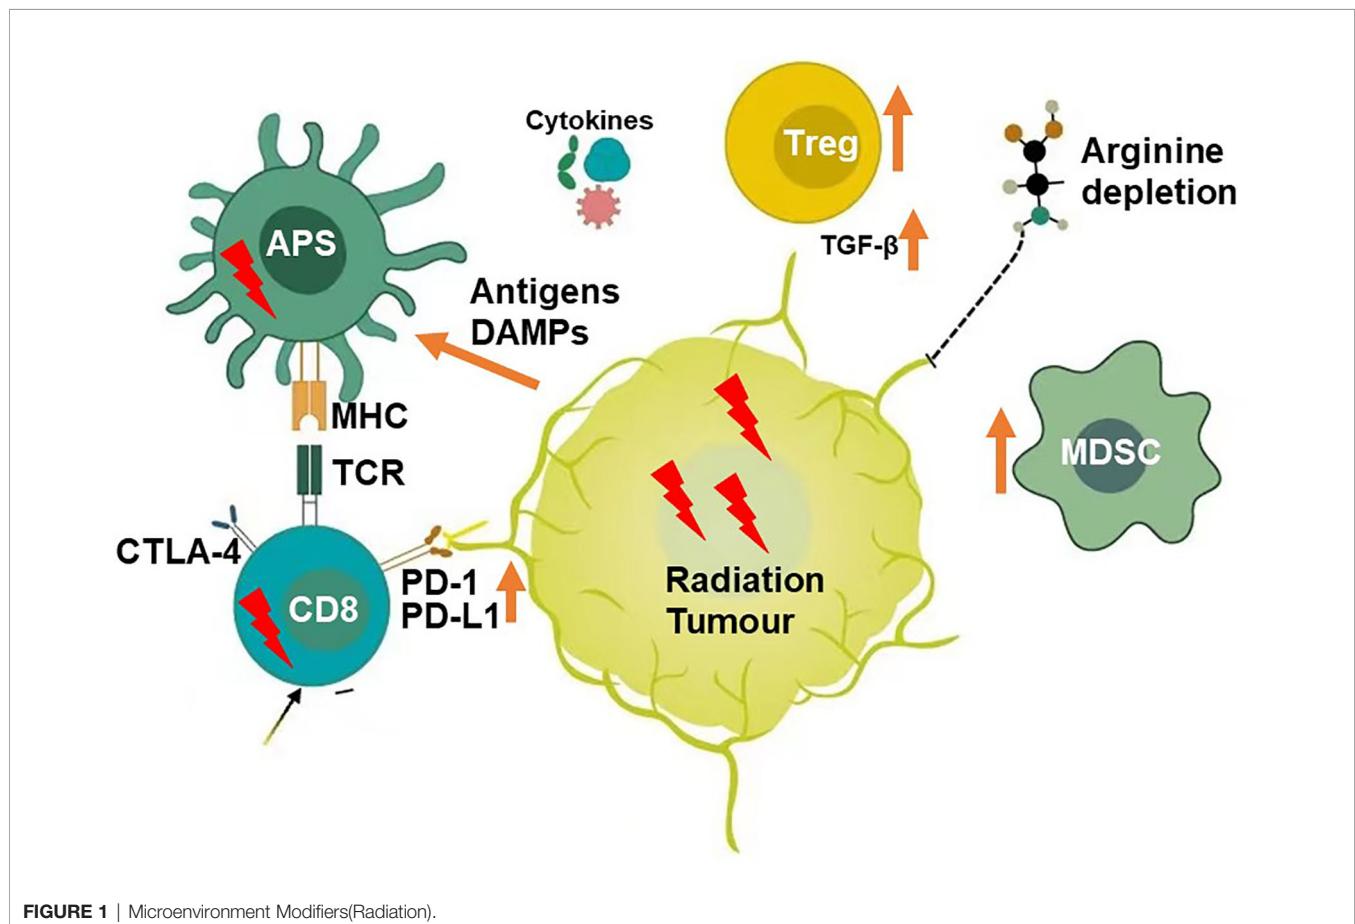 Cytokines
Treg
Arginine
depletion
APS
TGF-β
Antigens
DAMPs
MHC
MDSC
TCR
CTLA-4
PD-1
PD-L1
CD8
Radiation
Tumour
FIGURE 1 | Microenvironment Modifiers(Radiation).